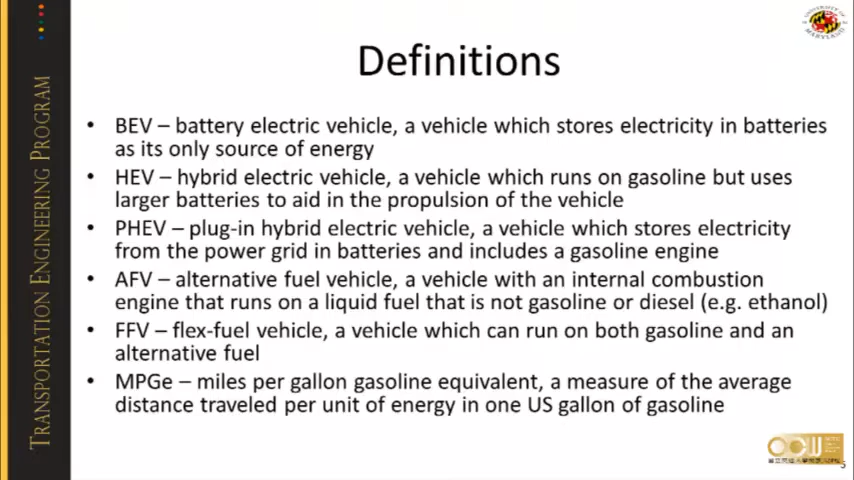 UNIVERSITY OF
MARYLAND
TRANSPORTATION ENGINEERING PROGRAM
Definitions
• BEV – battery electric vehicle, a vehicle which stores electricity in batteries
as its only source of energy
• HEV – hybrid electric vehicle, a vehicle which runs on gasoline but uses
larger batteries to aid in the propulsion of the vehicle
• PHEV – plug-in hybrid electric vehicle, a vehicle which stores electricity
from the power grid in batteries and includes a gasoline engine
• AFV – alternative fuel vehicle, a vehicle with an internal combustion
engine that runs on a liquid fuel that is not gasoline or diesel (e.g. ethanol)
• FFV – flex-fuel vehicle, a vehicle which can run on both gasoline and an
alternative fuel
• MPGe – miles per gallon gasoline equivalent, a measure of the average
distance traveled per unit of energy in one US gallon of gasoline
OCW
5